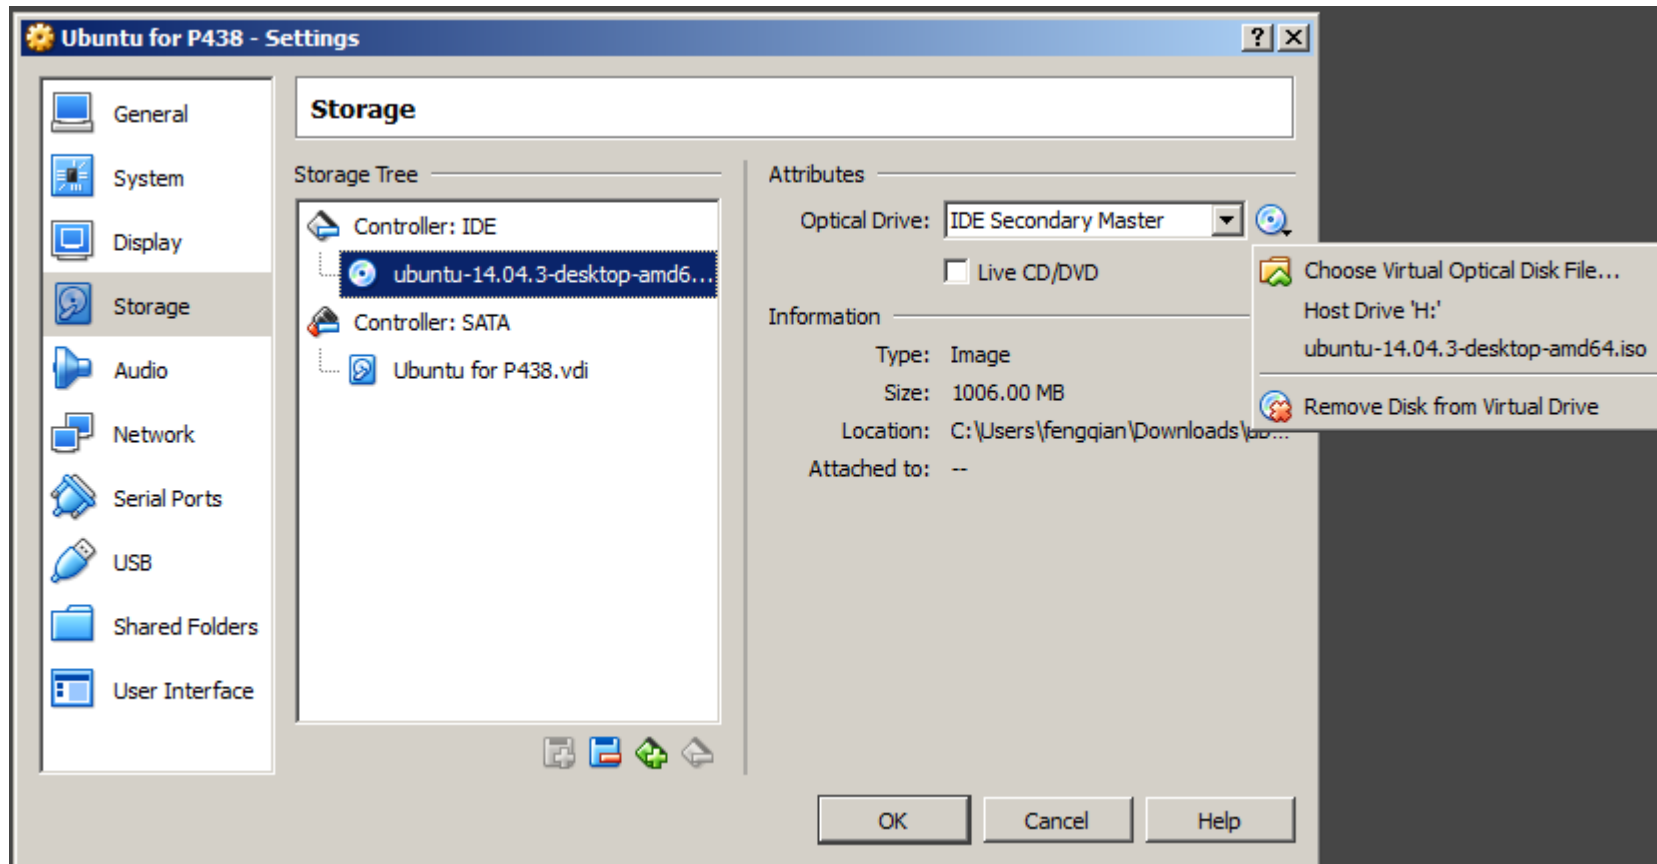 Ubuntu for P438 - Settings
General
System
Display
Storage
Audio
Network
Serial Ports
USB
Shared Folders
User Interface
Storage
Storage Tree
Controller: IDE
ubuntu-14.04.3-desktop-amd6...
Controller: SATA
Ubuntu for P438.vdi
Attributes
Optical Drive: IDE Secondary Master
Live CD/DVD
Information
Type: Image
Size: 1006.00 MB
Location: C:\Users\fengqian\Downloads\ub...
Attached to: --
Choose Virtual Optical Disk File...
Host Drive 'H:'
ubuntu-14.04.3-desktop-amd64.iso
Remove Disk from Virtual Drive
OK
Cancel
Help